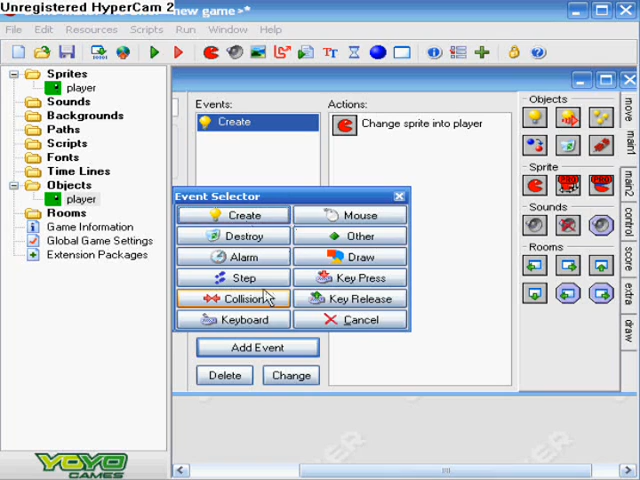 Unregistered HyperCam 2
new game>*
File Edit Resources Scripts Run Window Help
Sprites
player
Sounds
Backgrounds
Paths
Scripts
Fonts
Time Lines
Objects
player
Rooms
Game Information
Global Game Settings
Extension Packages
Events:
Create
Actions:
Change sprite into player
Event Selector
Create
Mouse
Destroy
Other
Alarm
Draw
Step
Key Press
Collision
Key Release
Keyboard
Cancel
Add Event
Delete
Change
Objects
Sprite
Sounds
Rooms
move
main1
main2
control
score
extra
draw
YOYO
GAMES